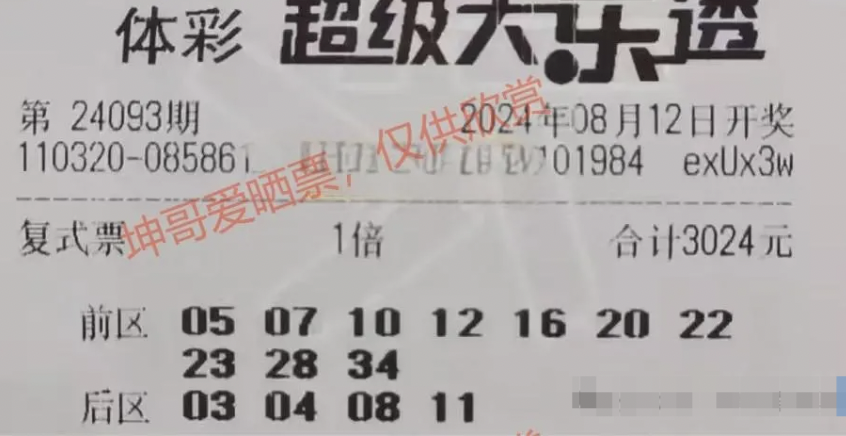 体彩 超级大乐透
第 24093期 2024年08月12日开奖
110320-085861 101984 exUx3w
坤哥爱晒票，仅供欣赏
复式票 1倍 合计3024元
前区 05 07 10 12 16 20 22
23 28 34
后区 03 04 08 11